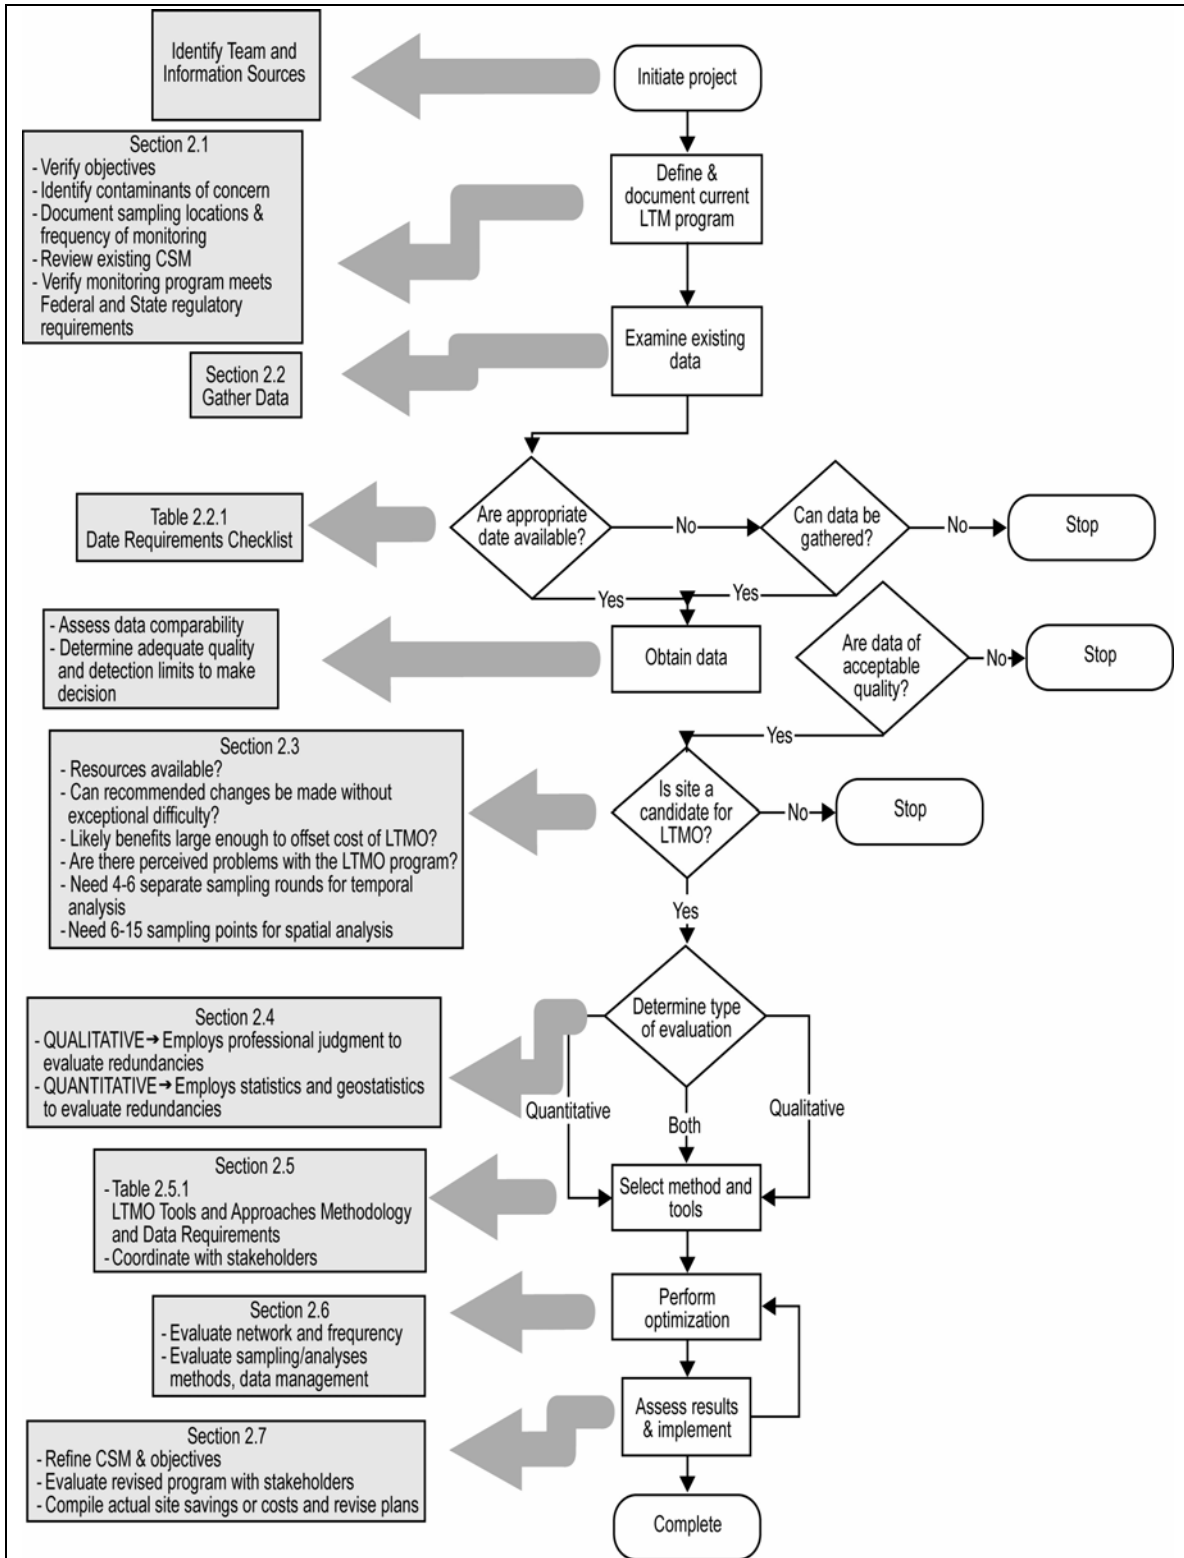 Identify Team and
Information Sources
Initiate project
Section 2.1
- Verify objectives
- Identify contaminants of concern
- Document sampling locations &
frequency of monitoring
- Review existing CSM
- Verify monitoring program meets
Federal and State regulatory
requirements
Define &
document current
LTM program
Examine existing
data
Section 2.2
Gather Data
Table 2.2.1
Date Requirements Checklist
Are appropriate
date available?
No
Can data be
gathered?
No
Stop
Yes
Yes
- Assess data comparability
- Determine adequate quality
and detection limits to make
decision
Obtain data
Are data of
acceptable
quality?
No
Stop
Yes
Section 2.3
- Resources available?
- Can recommended changes be made without
exceptional difficulty?
- Likely benefits large enough to offset cost of LTMO?
- Are there perceived problems with the LTMO program?
- Need 4-6 separate sampling rounds for temporal
analysis
- Need 6-15 sampling points for spatial analysis
Is site a
candidate for
LTMO?
No
Stop
Yes
Section 2.4
- QUALITATIVE ➔ Employs professional judgment to
evaluate redundancies
- QUANTITATIVE ➔ Employs statistics and geostatistics
to evaluate redundancies
Determine type
of evaluation
Quantitative
Both
Qualitative
Section 2.5
- Table 2.5.1
LTMO Tools and Approaches Methodology
and Data Requirements
- Coordinate with stakeholders
Select method and
tools
Section 2.6
- Evaluate network and frequrency
- Evaluate sampling/analyses
methods, data management
Perform
optimization
Assess results
& implement
Section 2.7
- Refine CSM & objectives
- Evaluate revised program with stakeholders
- Compile actual site savings or costs and revise plans
Complete